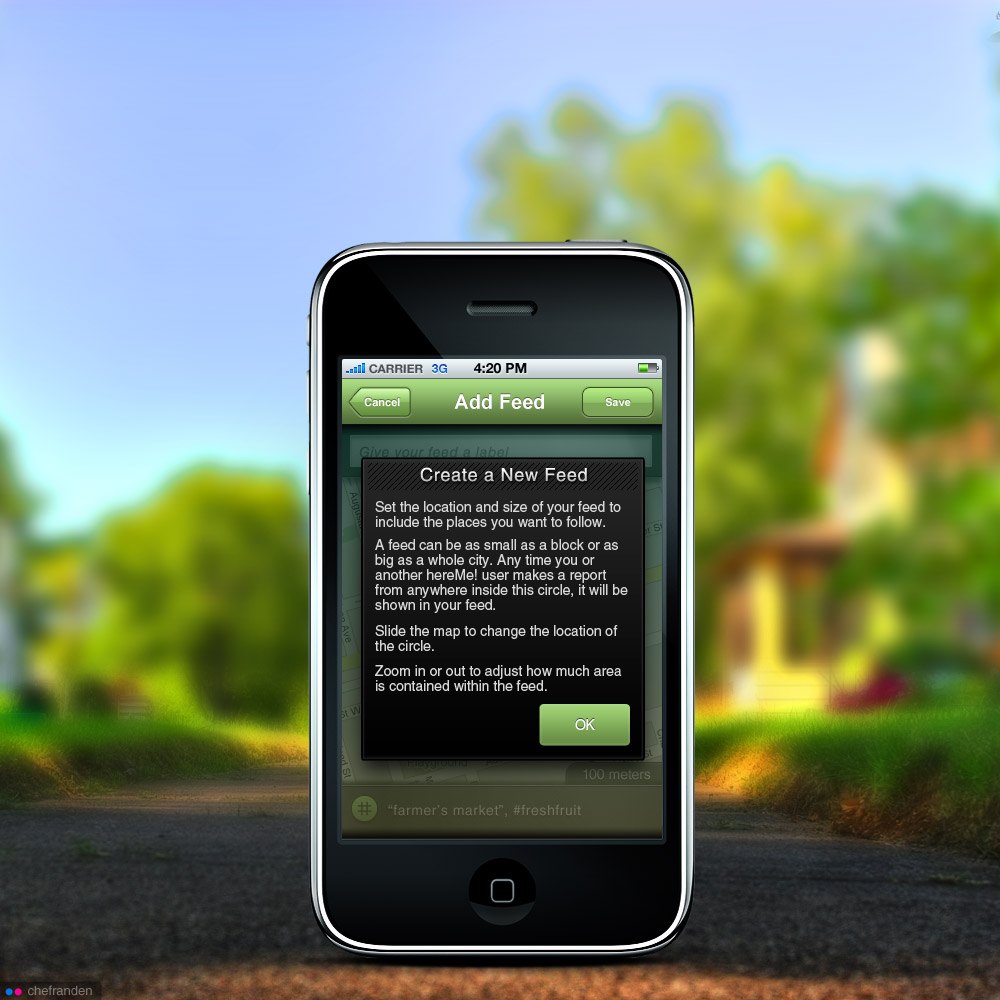 CARRIER 3G 4:20 PM
Cancel Add Feed Save
Give your feed a label
Create a New Feed
Set the location and size of your feed to
include the places you want to follow.
A feed can be as small as a block or as
big as a whole city. Any time you or
another hereMe! user makes a report
from anywhere inside this circle, it will be
shown in your feed.
Slide the map to change the location of
the circle.
Zoom in or out to adjust how much area
is contained within the feed.
OK
Playground
100 meters
# "farmer's market", #freshfruit
chefranden